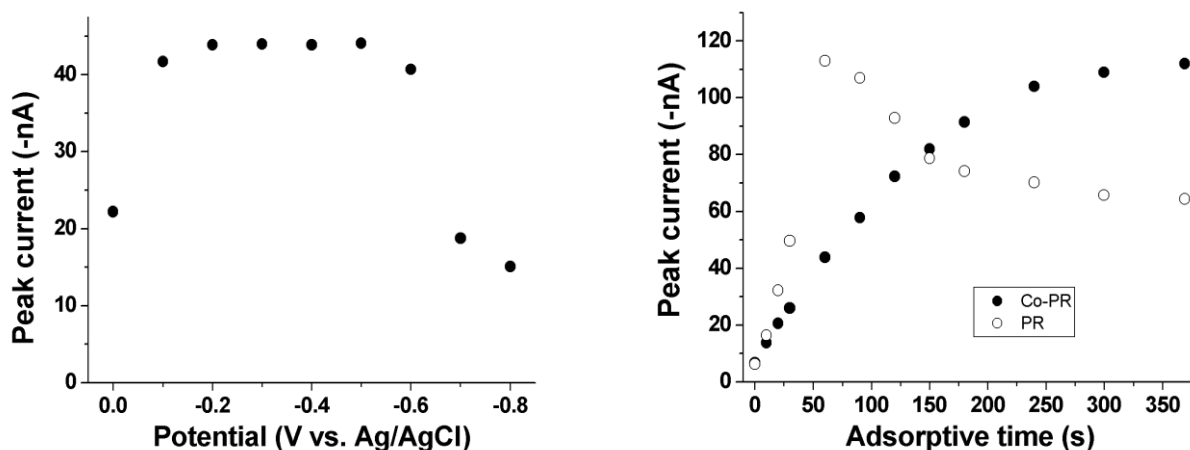 Peak current (-nA)
40
30
20
10
0
0.0 -0.2 -0.4 -0.6 -0.8
Potential (V vs. Ag/AgCl)
Peak current (-nA)
120
100
80
60
40
20
0
Co-PR
PR
0 50 100 150 200 250 300 350
Adsorptive time (s)